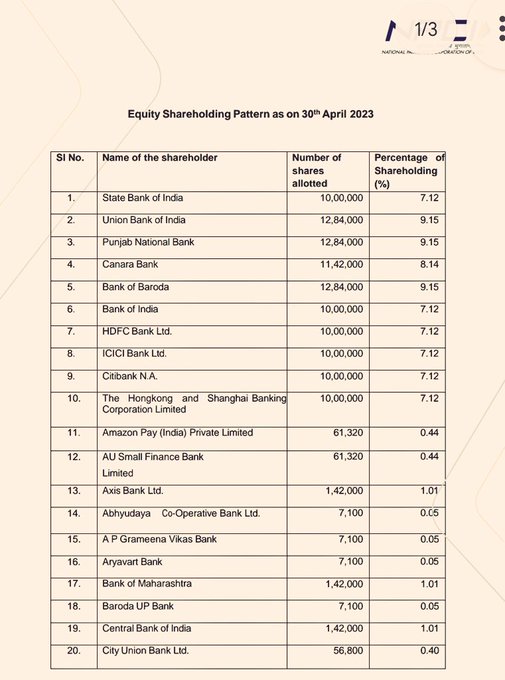 1/3
Equity Shareholding Pattern as on 30th April 2023
Sl No. Name of the shareholder Number of shares allotted Percentage of Shareholding (%)
1. State Bank of India 10,00,000 7.12
2. Union Bank of India 12,84,000 9.15
3. Punjab National Bank 12,84,000 9.15
4. Canara Bank 11,42,000 8.14
5. Bank of Baroda 12,84,000 9.15
6. Bank of India 10,00,000 7.12
7. HDFC Bank Ltd. 10,00,000 7.12
8. ICICI Bank Ltd. 10,00,000 7.12
9. Citibank N.A. 10,00,000 7.12
10. The Hongkong and Shanghai Banking Corporation Limited 10,00,000 7.12
11. Amazon Pay (India) Private Limited 61,320 0.44
12. AU Small Finance Bank Limited 61,320 0.44
13. Axis Bank Ltd. 1,42,000 1.01
14. Abhyudaya Co-Operative Bank Ltd. 7,100 0.05
15. A P Grameena Vikas Bank 7,100 0.05
16. Aryavart Bank 7,100 0.05
17. Bank of Maharashtra 1,42,000 1.01
18. Baroda UP Bank 7,100 0.05
19. Central Bank of India 1,42,000 1.01
20. City Union Bank Ltd. 56,800 0.40